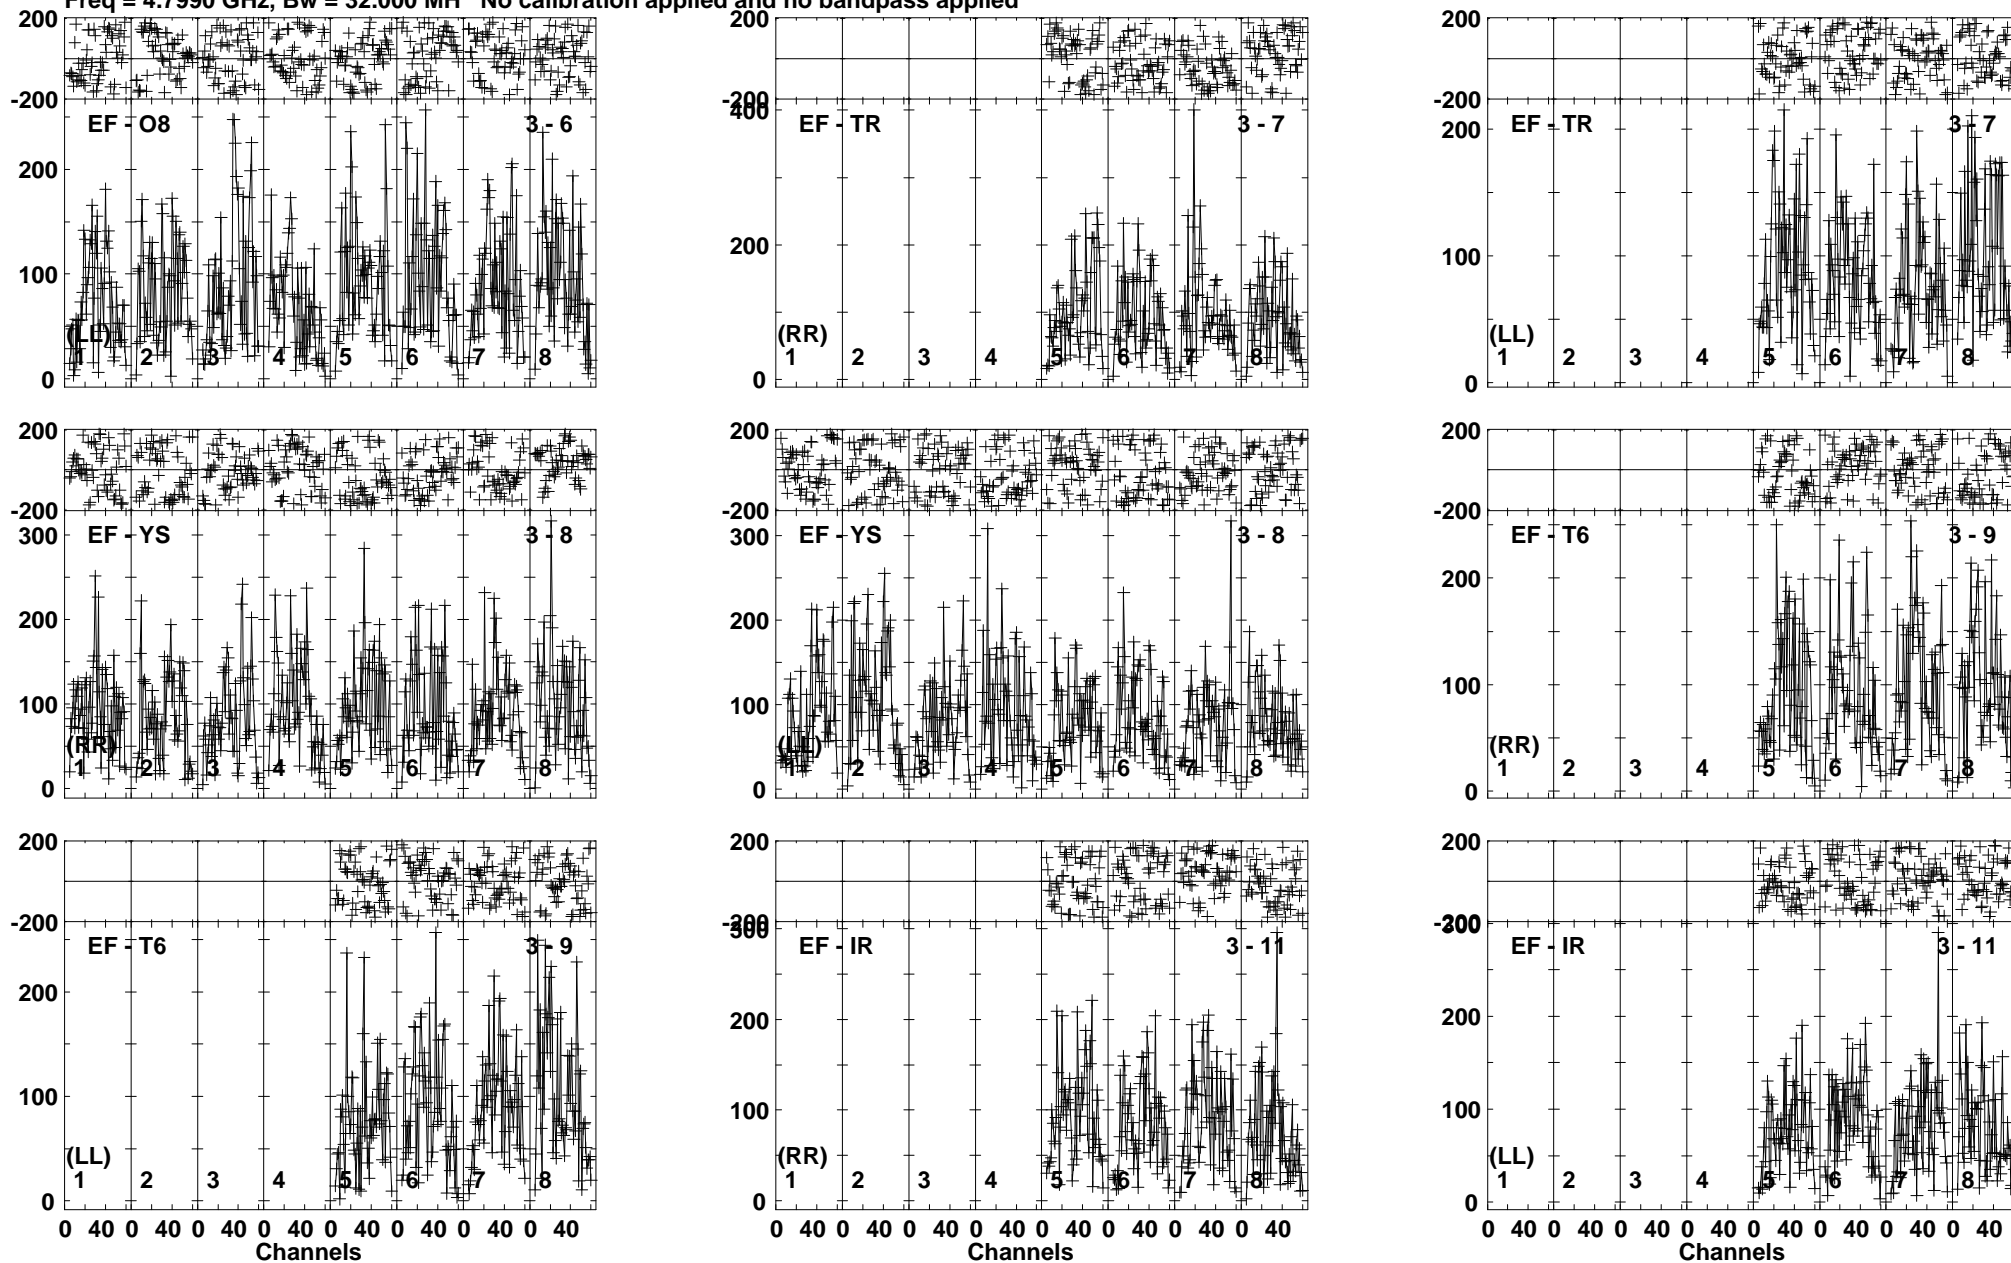 Freq = 4.7990 GHz, Bw = 32.000 MH No calibration applied and no bandpass applied
200 200 200
-200 -200 -200
EF - O8 3 - 6 400 EF - TR 3 - 7 EF - TR 3 - 7
200 200 200
100 100
(LL) (RR) (LL)
1 2 3 4 5 6 7 8 1 2 3 4 5 6 7 8 1 2 3 4 5 6 7 8
0 0 0
200 200 200
-200 -200 -200
EF - YS 3 - 8 EF - YS 3 - 8 EF - T6 3 - 9
300 300
200 200 200
100 100 100
(RR) (LL) (RR)
1 2 3 4 5 6 7 8 1 2 3 4 5 6 7 8 1 2 3 4 5 6 7 8
0 0 0
200 200 200
-200 -200 -200
300 300
EF - T6 3 - 9 EF - IR 3 - 11 EF - IR 3 - 11
200 200 200
100 100 100
(LL) (RR) (LL)
1 2 3 4 5 6 7 8 1 2 3 4 5 6 7 8 1 2 3 4 5 6 7 8
0 0 0
0 40 0 40 0 40 0 40 0 40 0 40 0 40 0 40 0 40 0 40 0 40 0 40 0 40 0 40 0 40 0 40 0 40 0 40 0 40 0 40 0 40 0 40 0 40 0 40
Channels Channels Channels